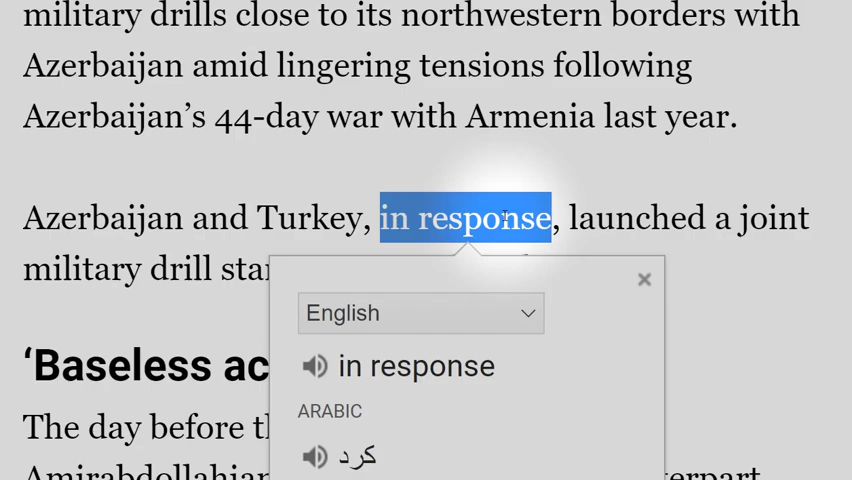 military drills close to its northwestern borders with
Azerbaijan amid lingering tensions following
Azerbaijan’s 44-day war with Armenia last year.
Azerbaijan and Turkey, in response, launched a joint
military drill
‘Baseless
The day before
English
in response
ARABIC
كرد